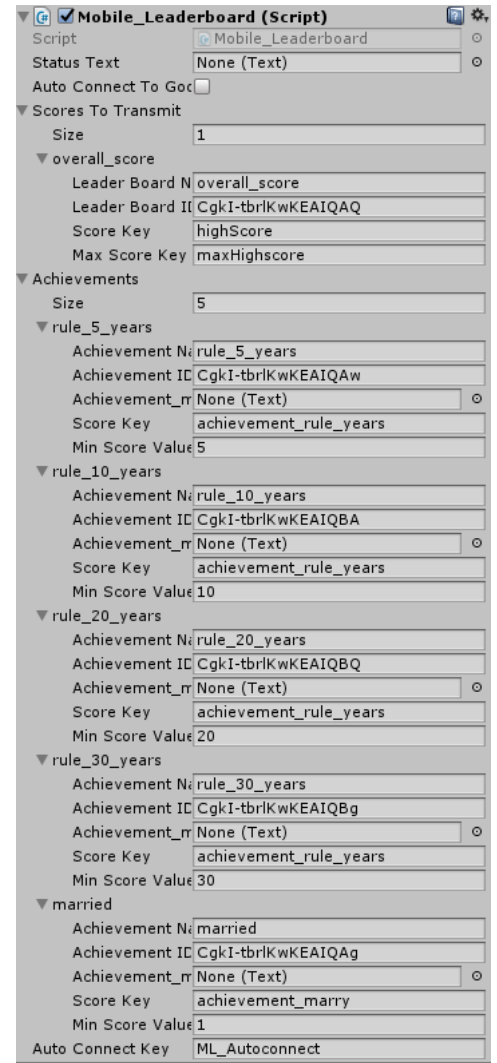 Mobile_Leaderboard (Script)
Script Mobile_Leaderboard
Status Text None (Text)
Auto Connect To Goo
Scores To Transmit
Size 1
overall_score
Leader Board N overall_score
Leader Board ID CgkI-tbrlKwKEAIQAQ
Score Key highScore
Max Score Key maxHighscore
Achievements
Size 5
rule_5_years
Achievement Na rule_5_years
Achievement ID CgkI-tbrlKwKEAIQAw
Achievement_m None (Text)
Score Key achievement_rule_years
Min Score Value 5
rule_10_years
Achievement Na rule_10_years
Achievement ID CgkI-tbrlKwKEAIQBA
Achievement_m None (Text)
Score Key achievement_rule_years
Min Score Value 10
rule_20_years
Achievement Na rule_20_years
Achievement ID CgkI-tbrlKwKEAIQBQ
Achievement_m None (Text)
Score Key achievement_rule_years
Min Score Value 20
rule_30_years
Achievement Na rule_30_years
Achievement ID CgkI-tbrlKwKEAIQBg
Achievement_m None (Text)
Score Key achievement_rule_years
Min Score Value 30
married
Achievement Na married
Achievement ID CgkI-tbrlKwKEAIQAg
Achievement_m None (Text)
Score Key achievement_marry
Min Score Value 1
Auto Connect Key ML_Autoconnect